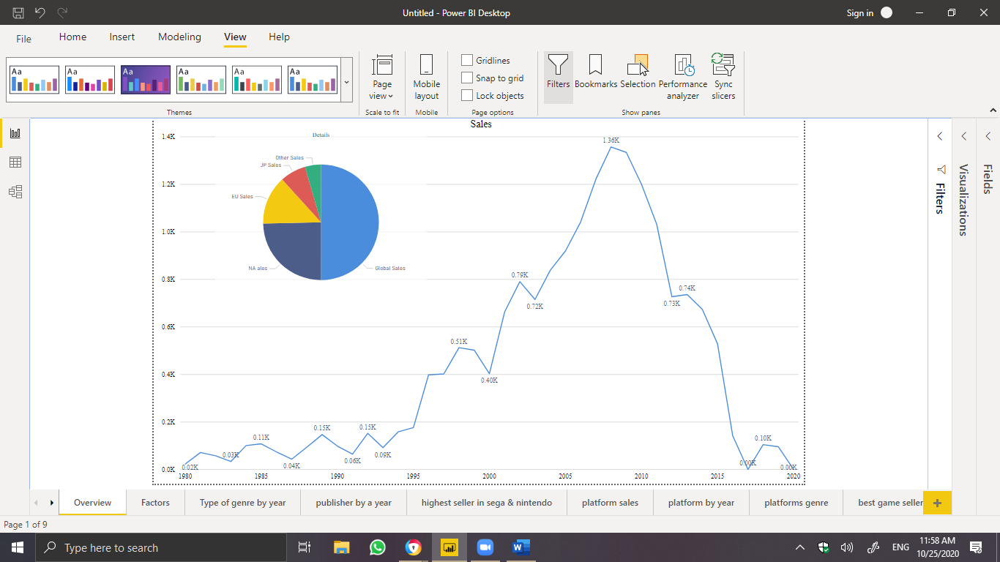 Untitled - Power BI Desktop
Sign in
File
Home
Insert
Modeling
View
Help
Aa
Aa
Aa
Aa
Aa
Aa
Page view
Mobile layout
Gridlines
Snap to grid
Lock objects
Filters
Bookmarks
Selection
Performance analyzer
Sync slicers
Themes
Scale to fit
Mobile
Page options
Show panes
Sales
Details
Other Sales
JP Sales
EU Sales
NA ales
Global Sales
1.4K
1.2K
1.0K
0.8K
0.6K
0.4K
0.2K
0.0K
0.02K
0.03K
0.11K
0.04K
0.15K
0.06K
0.15K
0.09K
0.51K
0.40K
0.79K
0.72K
1.36K
0.73K
0.74K
0.00K
0.10K
0.00K
1980
1985
1990
1995
2000
2005
2010
2015
2020
Filters
Visualizations
Fields
Overview
Factors
Type of genre by year
publisher by a year
highest seller in sega & nintendo
platform sales
platform by year
platforms genre
best game seller
Page 1 of 9
Type here to search
ENG
11:58 AM
10/25/2020